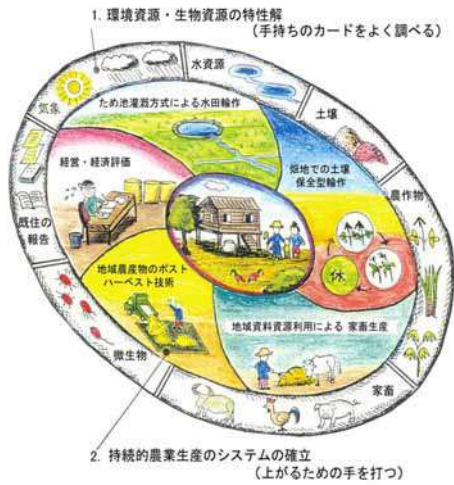 1. 環境資源・生物資源の特性解
(手持ちのカードをよく調べる)
水資源
気象
土壌
ため池灌漑方式による水田輪作
経営・経済評価
畑地での土壌
保全型輪作
農作物
既住の
報告
休
地域農産物のポスト
ハーベスト技術
地域資料資源利用による 家畜生産
微生物
家畜
2. 持続的農業生産のシステムの確立
(上がるための手を打つ)